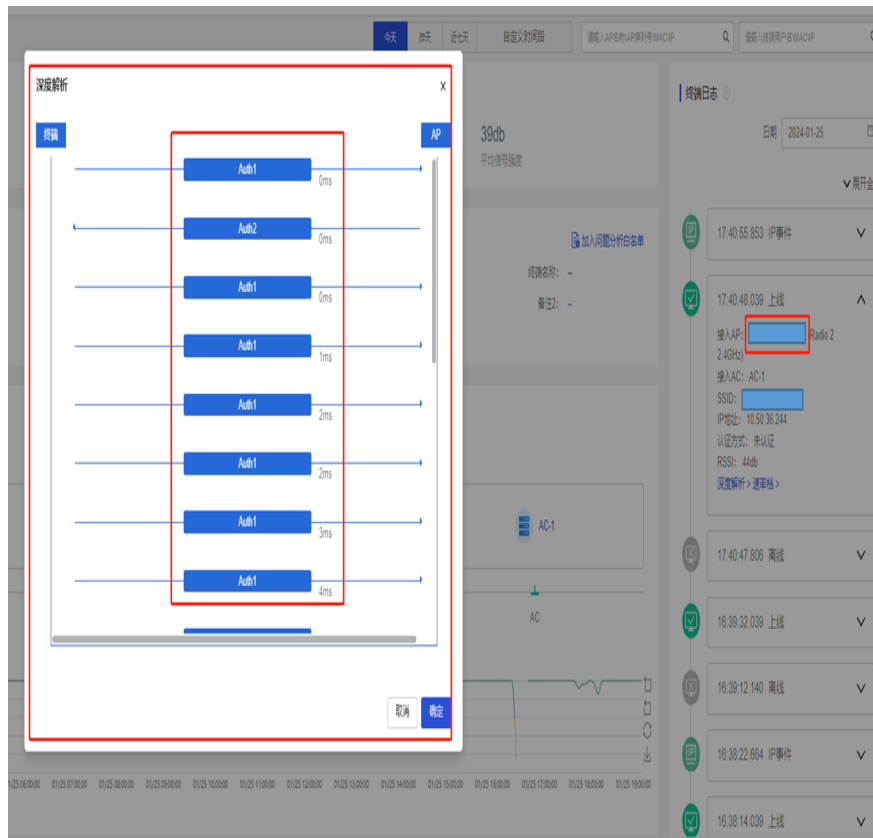 今天 昨天 近七天 自定义时间段 请输入AP名称\AP序列号\MAC\IP 请输入终端用户名\MAC\IP
深度解析 X
终端 AP
Auth1
0ms
Auth2
0ms
Auth1
0ms
Auth1
1ms
Auth1
2ms
Auth1
2ms
Auth1
3ms
Auth1
4ms
取消 确定
39db
平均信号强度
加入问题分析白名单
终端名称： --
备注2： --
AC-1
AC
01/25 06:00:00 01/25 07:00:00 01/25 08:00:00 01/25 09:00:00 01/25 10:00:00 01/25 11:00:00 01/25 12:00:00 01/25 13:00:00 01/25 14:00:00 01/25 15:00:00 01/25 16:00:00 01/25 17:00:00 01/25 18:00:00 01/25 19:00:00
终端日志
日期 2024-01-25
展开全
17:40:55.853 IP事件
17:40:48.039 上线
接入AP： Radio 2
2.4GHz)
接入AC： AC-1
SSID：
IP地址： 10.50.36.244
认证方式： 未认证
RSSI： 44db
深度解析 > 速率档 >
17:40:47.806 离线
16:39:32.039 上线
16:39:12.140 离线
16:38:22.664 IP事件
16:38:14.039 上线